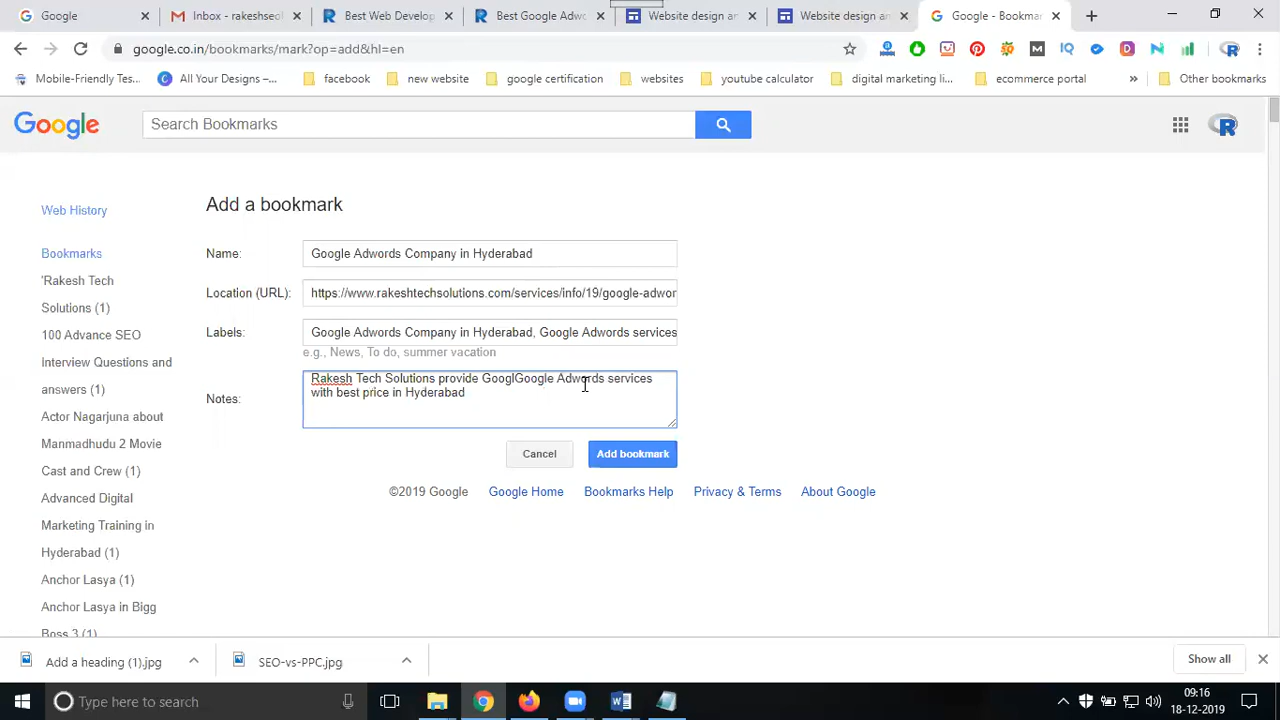 Google
Inbox - rakeshseol
Best Web Develop
Best Google Adwo
Website design an
Website design an
Google - Bookmar
google.co.in/bookmarks/mark?op=add&hl=en
Mobile-Friendly Tes...
All Your Designs –...
facebook
new website
google certification
websites
youtube calculator
digital marketing li...
ecommerce portal
»
Other bookmarks
Google
Search Bookmarks
Web History
Bookmarks
'Rakesh Tech
Solutions (1)
100 Advance SEO
Interview Questions and
answers (1)
Actor Nagarjuna about
Manmadhudu 2 Movie
Cast and Crew (1)
Advanced Digital
Marketing Training in
Hyderabad (1)
Anchor Lasya (1)
Anchor Lasya in Bigg
Boss 3 (1)
Add a bookmark
Name:
Google Adwords Company in Hyderabad
Location (URL):
https://www.rakeshtechsolutions.com/services/info/19/google-adwor
Labels:
Google Adwords Company in Hyderabad, Google Adwords services
e.g., News, To do, summer vacation
Notes:
Rakesh Tech Solutions provide GooglGoogle Adwords services
with best price in Hyderabad
Cancel
Add bookmark
©2019 Google
Google Home
Bookmarks Help
Privacy & Terms
About Google
Add a heading (1).jpg
SEO-vs-PPC.jpg
Show all
Type here to search
09:16
18-12-2019